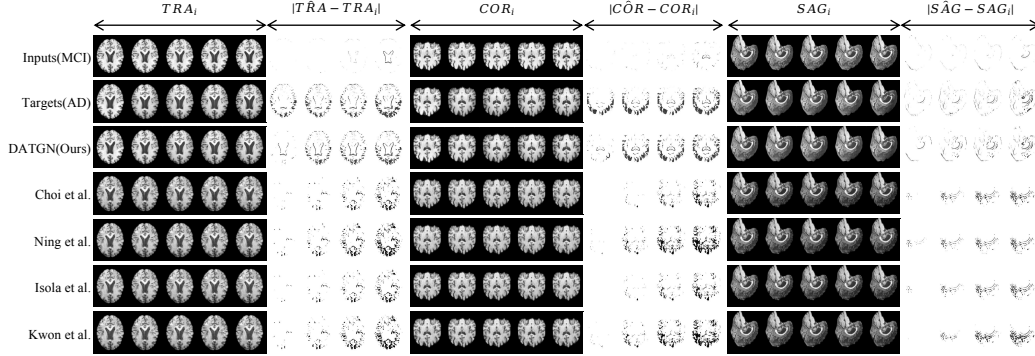 TRA_i |TR̂A − TRA_i| COR_i |CÔR − COR_i| SAG_i |SÂG − SAG_i|
Inputs(MCI)
Targets(AD)
DATGN(Ours)
Choi et al.
Ning et al.
Isola et al.
Kwon et al.